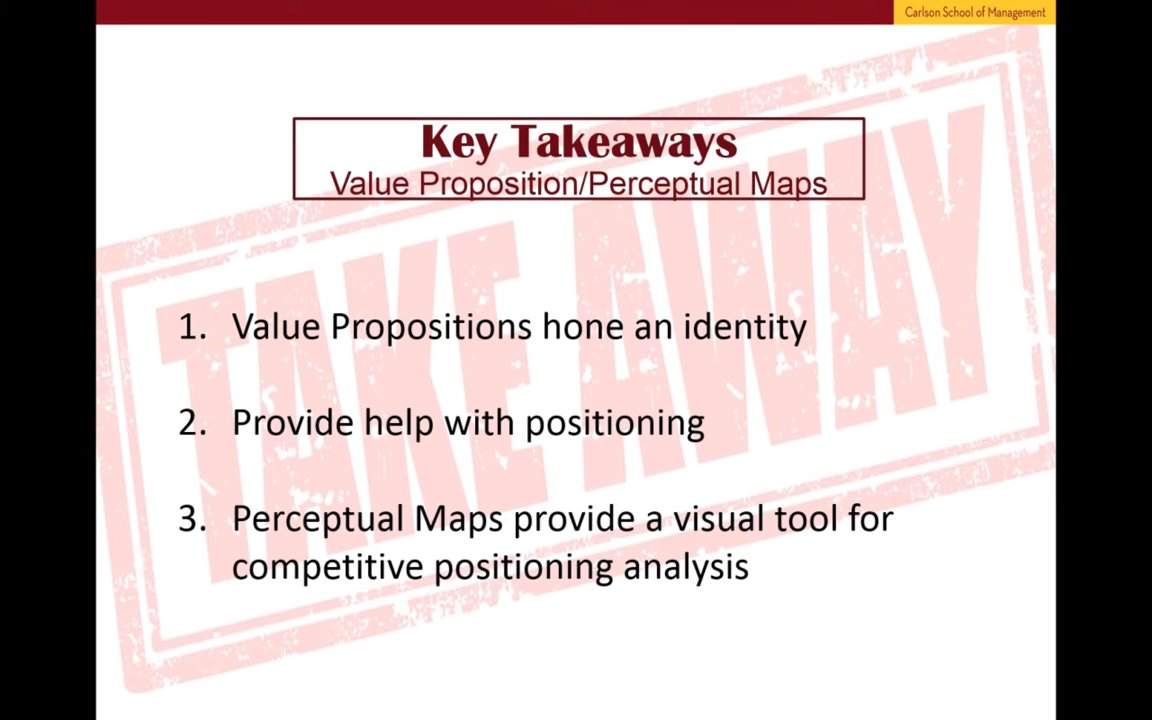 Carlson School of Management
Key Takeaways
Value Proposition/Perceptual Maps
TAKE AWAY
1. Value Propositions hone an identity
2. Provide help with positioning
3. Perceptual Maps provide a visual tool for
competitive positioning analysis